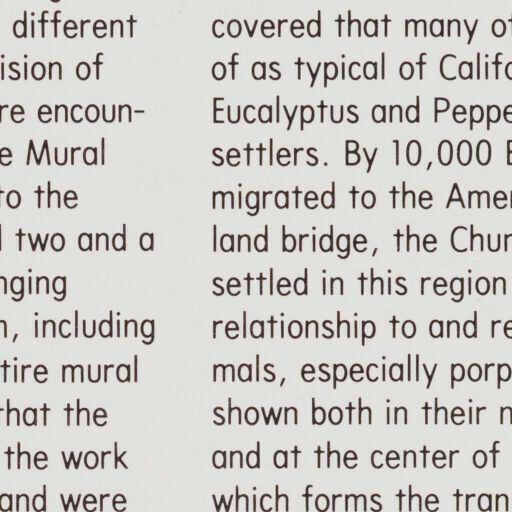 different
ision of
re encoun-
e Mural
to the
two and a
nging
n, including
tire mural
that the
the work
and were
covered that many of
of as typical of Califo
Eucalyptus and Peppe
settlers. By 10,000 B
migrated to the Amer
land bridge, the Chum
settled in this region
relationship to and re
mals, especially porp
shown both in their n
and at the center of
which forms the tran